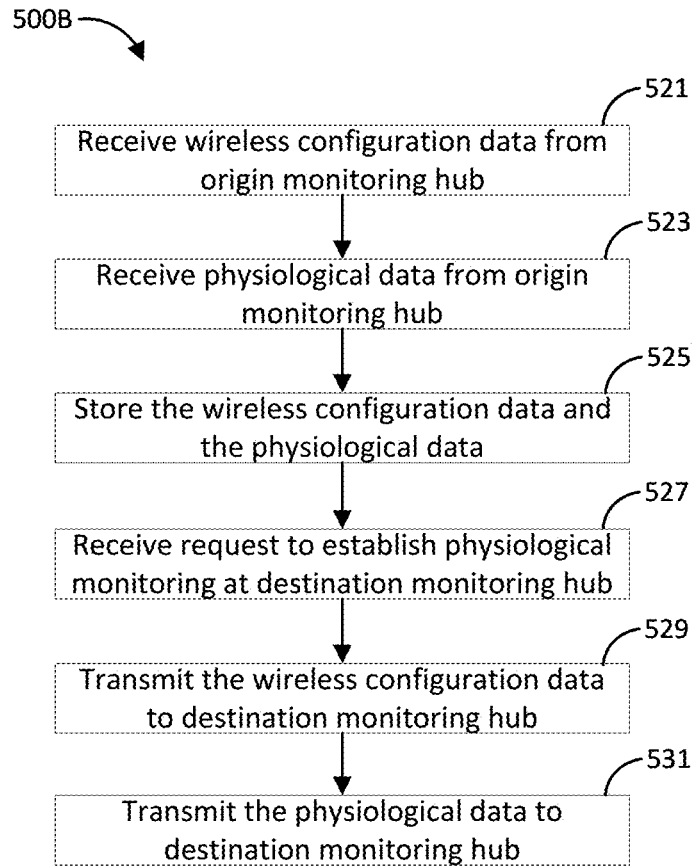 500B
521
Receive wireless configuration data from
origin monitoring hub
523
Receive physiological data from origin
monitoring hub
525
Store the wireless configuration data and
the physiological data
527
Receive request to establish physiological
monitoring at destination monitoring hub
529
Transmit the wireless configuration data
to destination monitoring hub
531
Transmit the physiological data to
destination monitoring hub